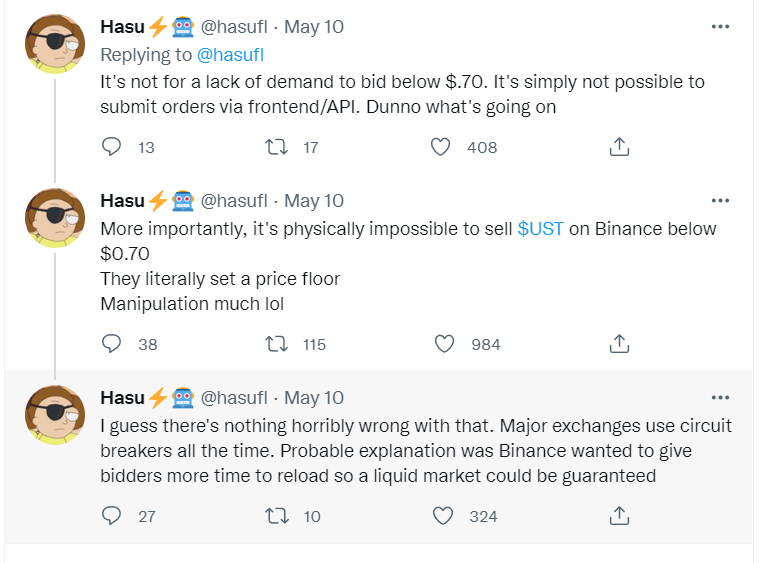 Hasu⚡🤖 @hasufl · May 10
Replying to @hasufl
It's not for a lack of demand to bid below $.70. It's simply not possible to
submit orders via frontend/API. Dunno what's going on
13 17 408
Hasu⚡🤖 @hasufl · May 10
More importantly, it's physically impossible to sell $UST on Binance below
$0.70
They literally set a price floor
Manipulation much lol
38 115 984
Hasu⚡🤖 @hasufl · May 10
I guess there's nothing horribly wrong with that. Major exchanges use circuit
breakers all the time. Probable explanation was Binance wanted to give
bidders more time to reload so a liquid market could be guaranteed
27 10 324